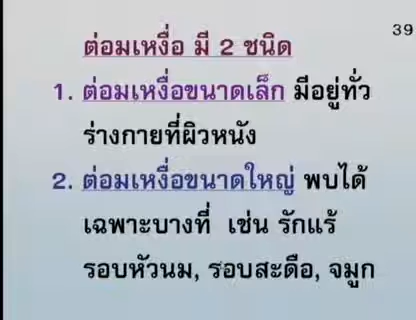 39
ต่อมเหงื่อ มี 2 ชนิด
1. ต่อมเหงื่อขนาดเล็ก มีอยู่ทั่ว
ร่างกายที่ผิวหนัง
2. ต่อมเหงื่อขนาดใหญ่ พบได้
เฉพาะบางที่ เช่น รักแร้
รอบหัวนม, รอบสะดือ, จมูก